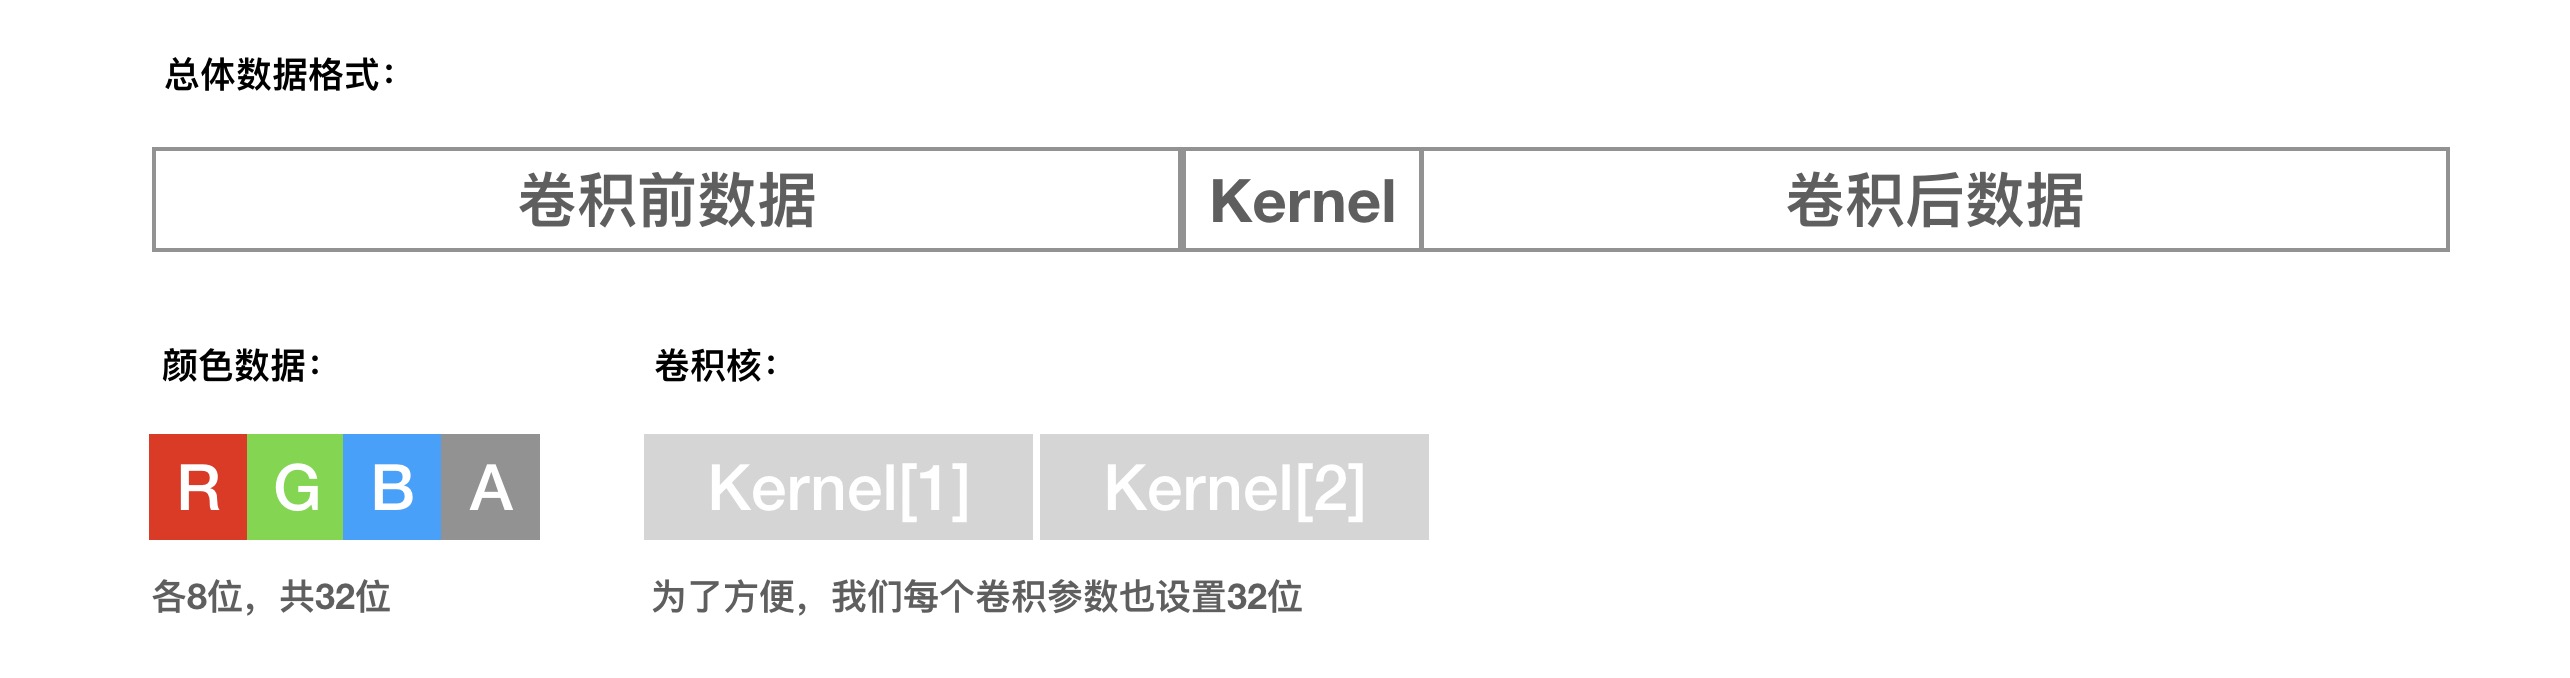 总体数据格式：
卷积前数据 Kernel 卷积后数据
颜色数据： 卷积核：
R G B A Kernel[1] Kernel[2]
各8位，共32位 为了方便，我们每个卷积参数也设置32位